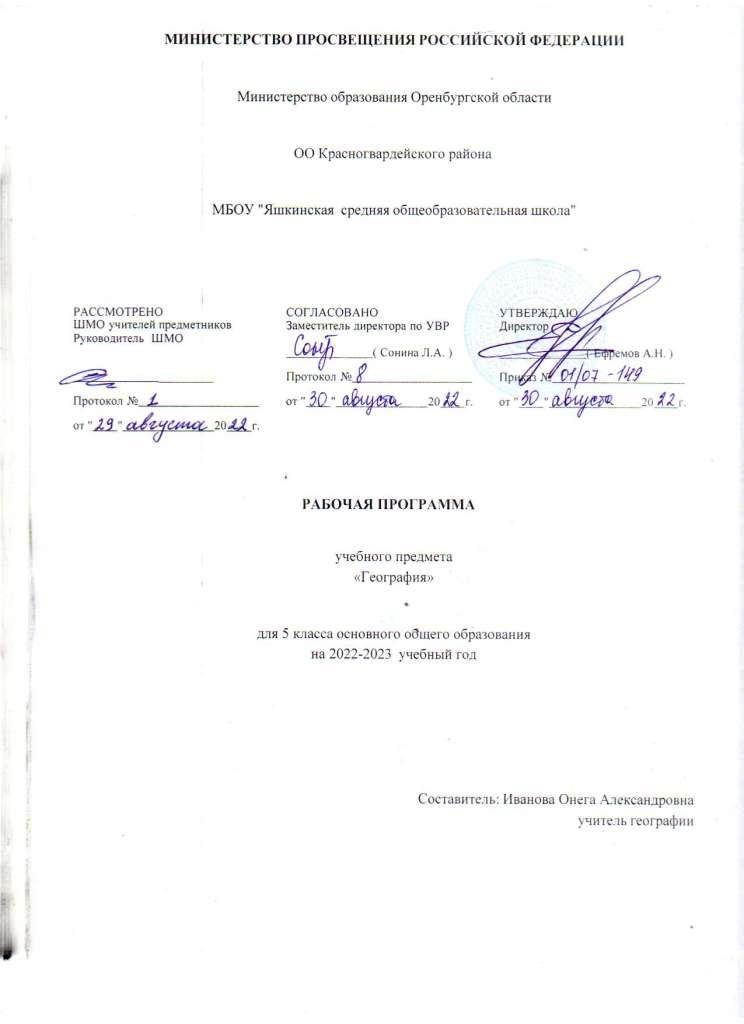 МИНИСТЕРСТВО ПРОСВЕЩЕНИЯ РОССИЙСКОЙ ФЕДЕРАЦИИ
Министерство образования Оренбургской области
ОО Красногвардейского района
МБОУ "Яшкинская средняя общеобразовательная школа"
РАССМОТРЕНО
ШМО учителей предметников
Руководитель ШМО
Протокол № 1
от "29" августа 2022 г.
СОГЛАСОВАНО
Заместитель директора по УВР
( Сонина Л.А. )
Протокол № 8
от "30" августа 2022 г.
УТВЕРЖДАЮ
Директор
( Ефремов А.Н. )
Приказ № 01/07 - 149
от "30" августа 2022 г.
РАБОЧАЯ ПРОГРАММА
учебного предмета
«География»
для 5 класса основного общего образования
на 2022-2023 учебный год
Составитель: Иванова Онега Александровна
учитель географии